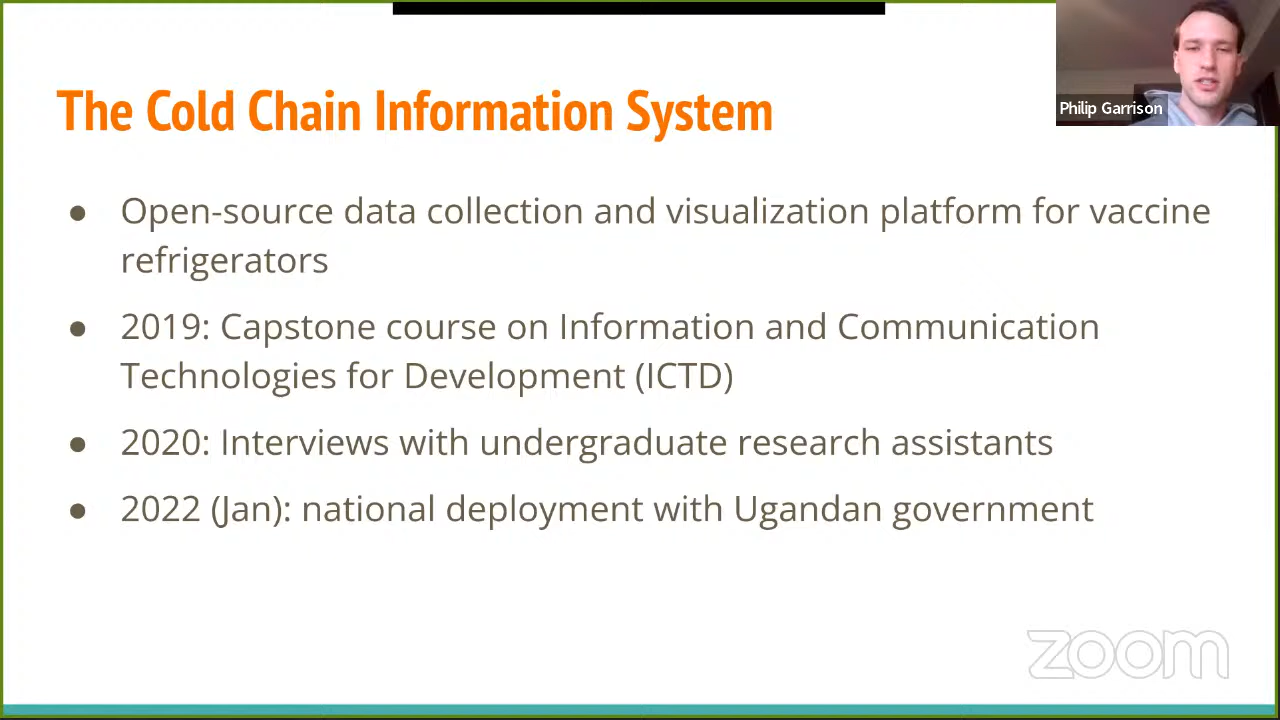 The Cold Chain Information System
Philip Garrison
● Open-source data collection and visualization platform for vaccine
refrigerators
● 2019: Capstone course on Information and Communication
Technologies for Development (ICTD)
● 2020: Interviews with undergraduate research assistants
● 2022 (Jan): national deployment with Ugandan government
zoom